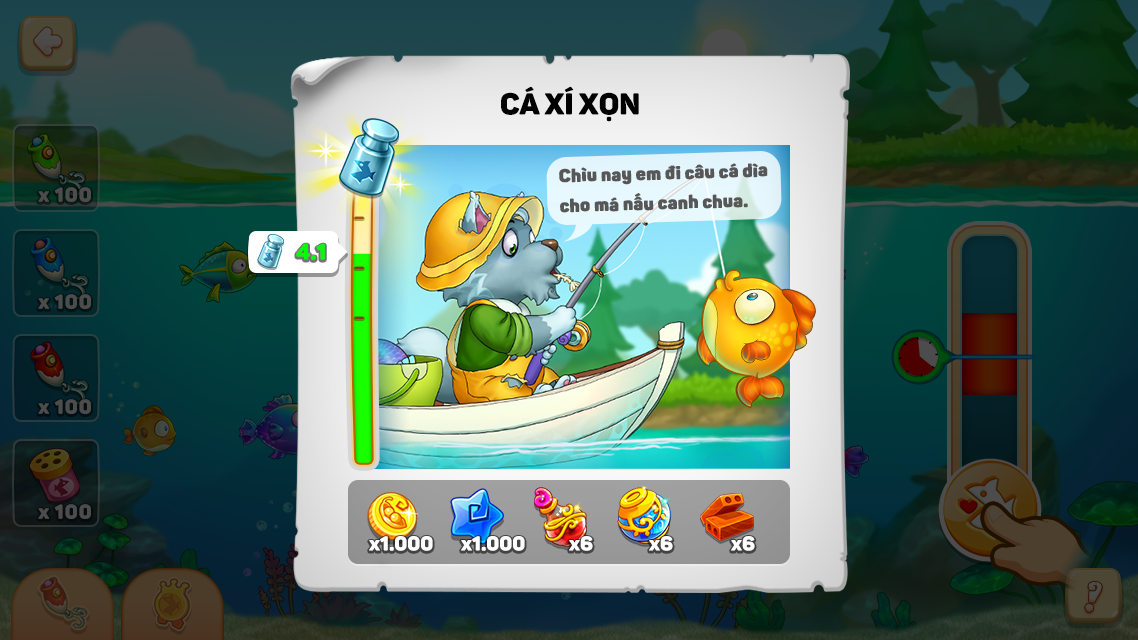 CÁ XÍ XỌN
Chìu nay em đi câu cá dìa
cho má nấu canh chua.
4.1
x100
x100
x100
x100
x1.000
x1.000
x6
x6
x6